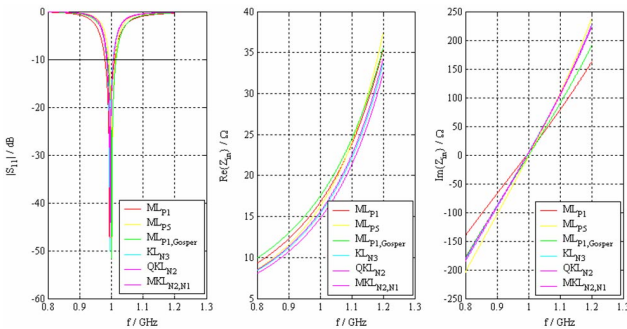 0
-10
-20
-30
-40
-50
-60
0.8 0.9 1 1.1 1.2 1.3
f / GHz
|S11| / dB
MLP1
MLP5
MLP1,Gosper
KLN3
QKLN2
MKLN2,N1
40
35
30
25
20
15
10
5
0.8 0.9 1 1.1 1.2 1.3
f / GHz
Re(Zin) / Ω
MLP1
MLP5
MLP1,Gosper
KLN3
QKLN2
MKLN2,N1
250
200
150
100
50
0
-50
-100
-150
-200
-250
0.8 0.9 1 1.1 1.2 1.3
f / GHz
Im(Zin) / Ω
MLP1
MLP5
MLP1,Gosper
KLN3
QKLN2
MKLN2,N1